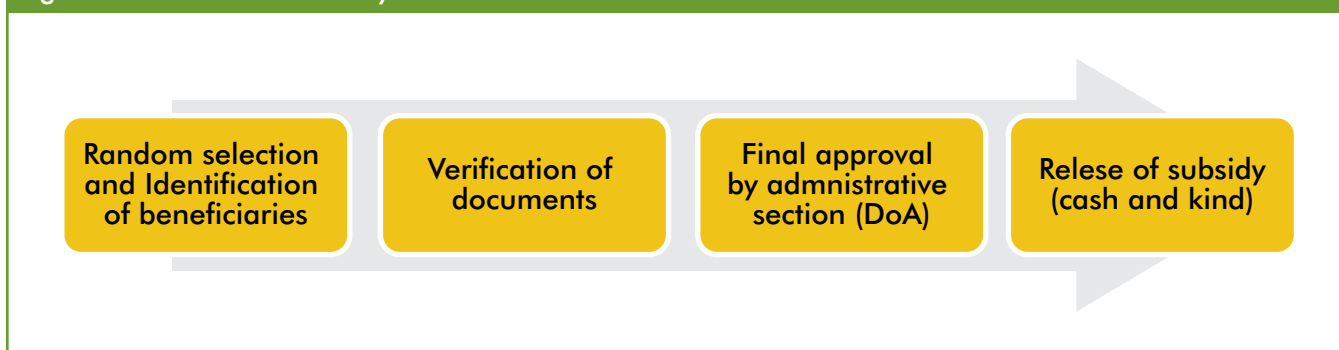 Random selection
and Identification
of beneficiaries
Verification of
documents
Final approval
by admnistrative
section (DoA)
Relese of subsidy
(cash and kind)